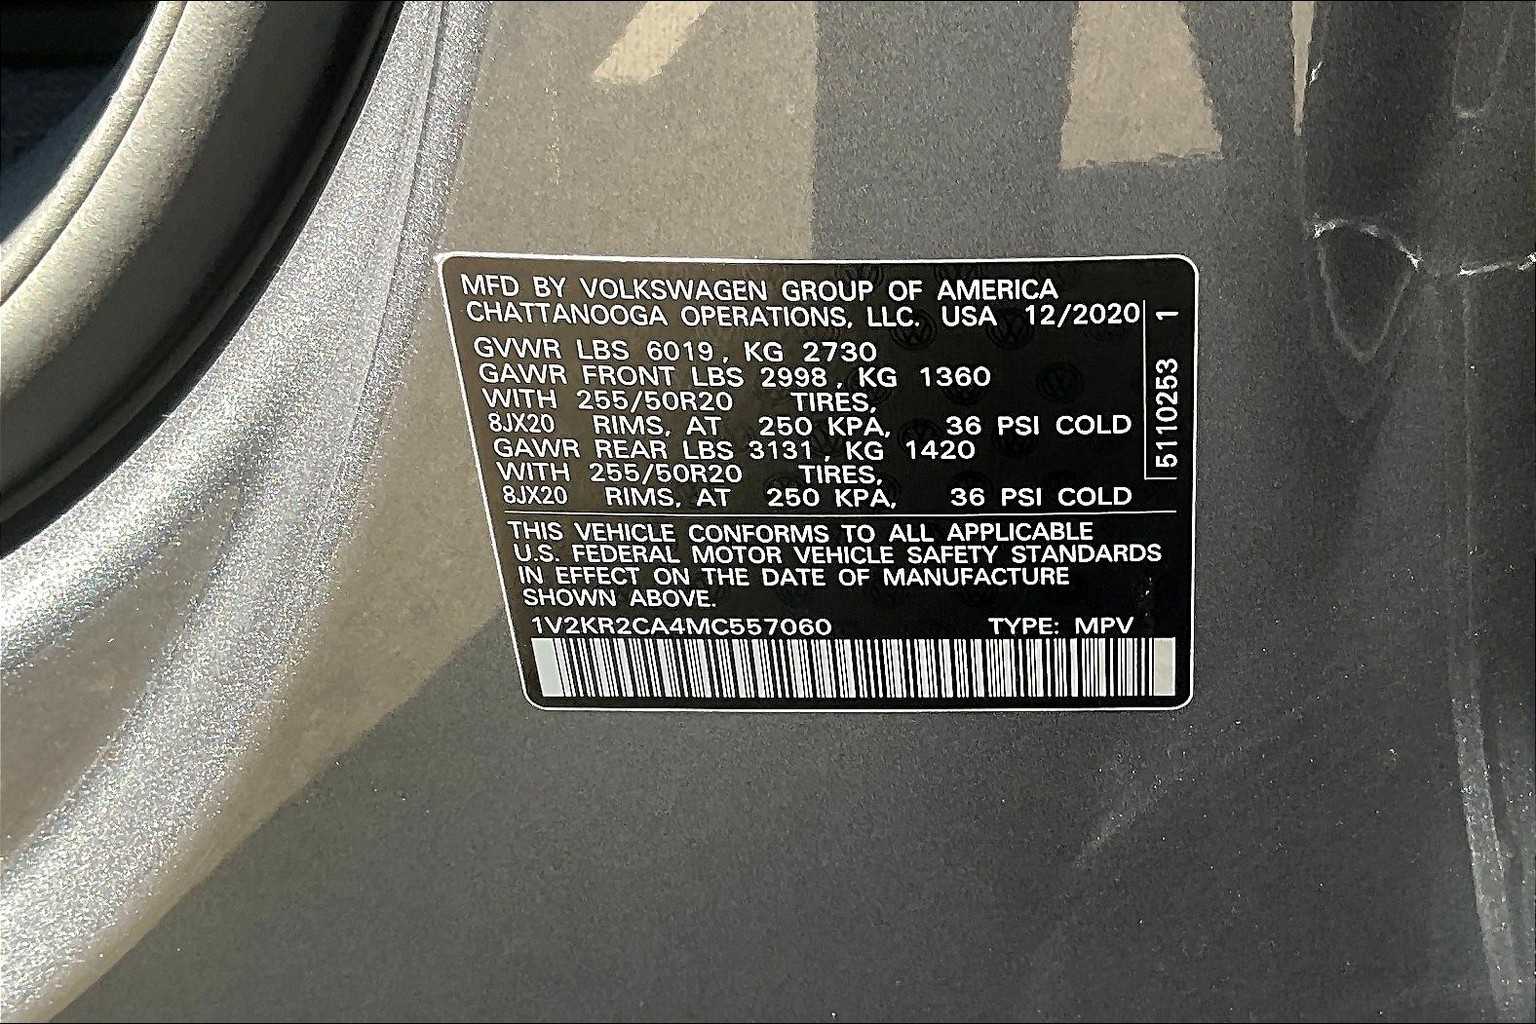 MFD BY VOLKSWAGEN GROUP OF AMERICA
CHATTANOOGA OPERATIONS, LLC. USA 12/2020
GVWR LBS 6019, KG 2730
GAWR FRONT LBS 2998, KG 1360
WITH 255/50R20 TIRES,
8JX20 RIMS, AT 250 KPA, 36 PSI COLD
GAWR REAR LBS 3131, KG 1420
WITH 255/50R20 TIRES,
8JX20 RIMS, AT 250 KPA, 36 PSI COLD
THIS VEHICLE CONFORMS TO ALL APPLICABLE
U.S. FEDERAL MOTOR VEHICLE SAFETY STANDARDS
IN EFFECT ON THE DATE OF MANUFACTURE
SHOWN ABOVE.
1V2KR2CA4MC557060 TYPE: MPV
5110253 1